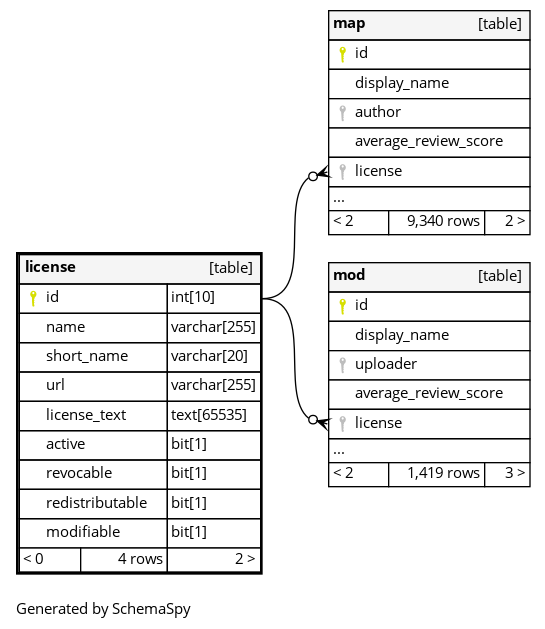 map [table]
id
display_name
author
average_review_score
license
...
< 2 9,340 rows 2 >
license [table]
id int[10]
name varchar[255]
short_name varchar[20]
url varchar[255]
license_text text[65535]
active bit[1]
revocable bit[1]
redistributable bit[1]
modifiable bit[1]
< 0 4 rows 2 >
mod [table]
id
display_name
uploader
average_review_score
license
...
< 2 1,419 rows 3 >
Generated by SchemaSpy